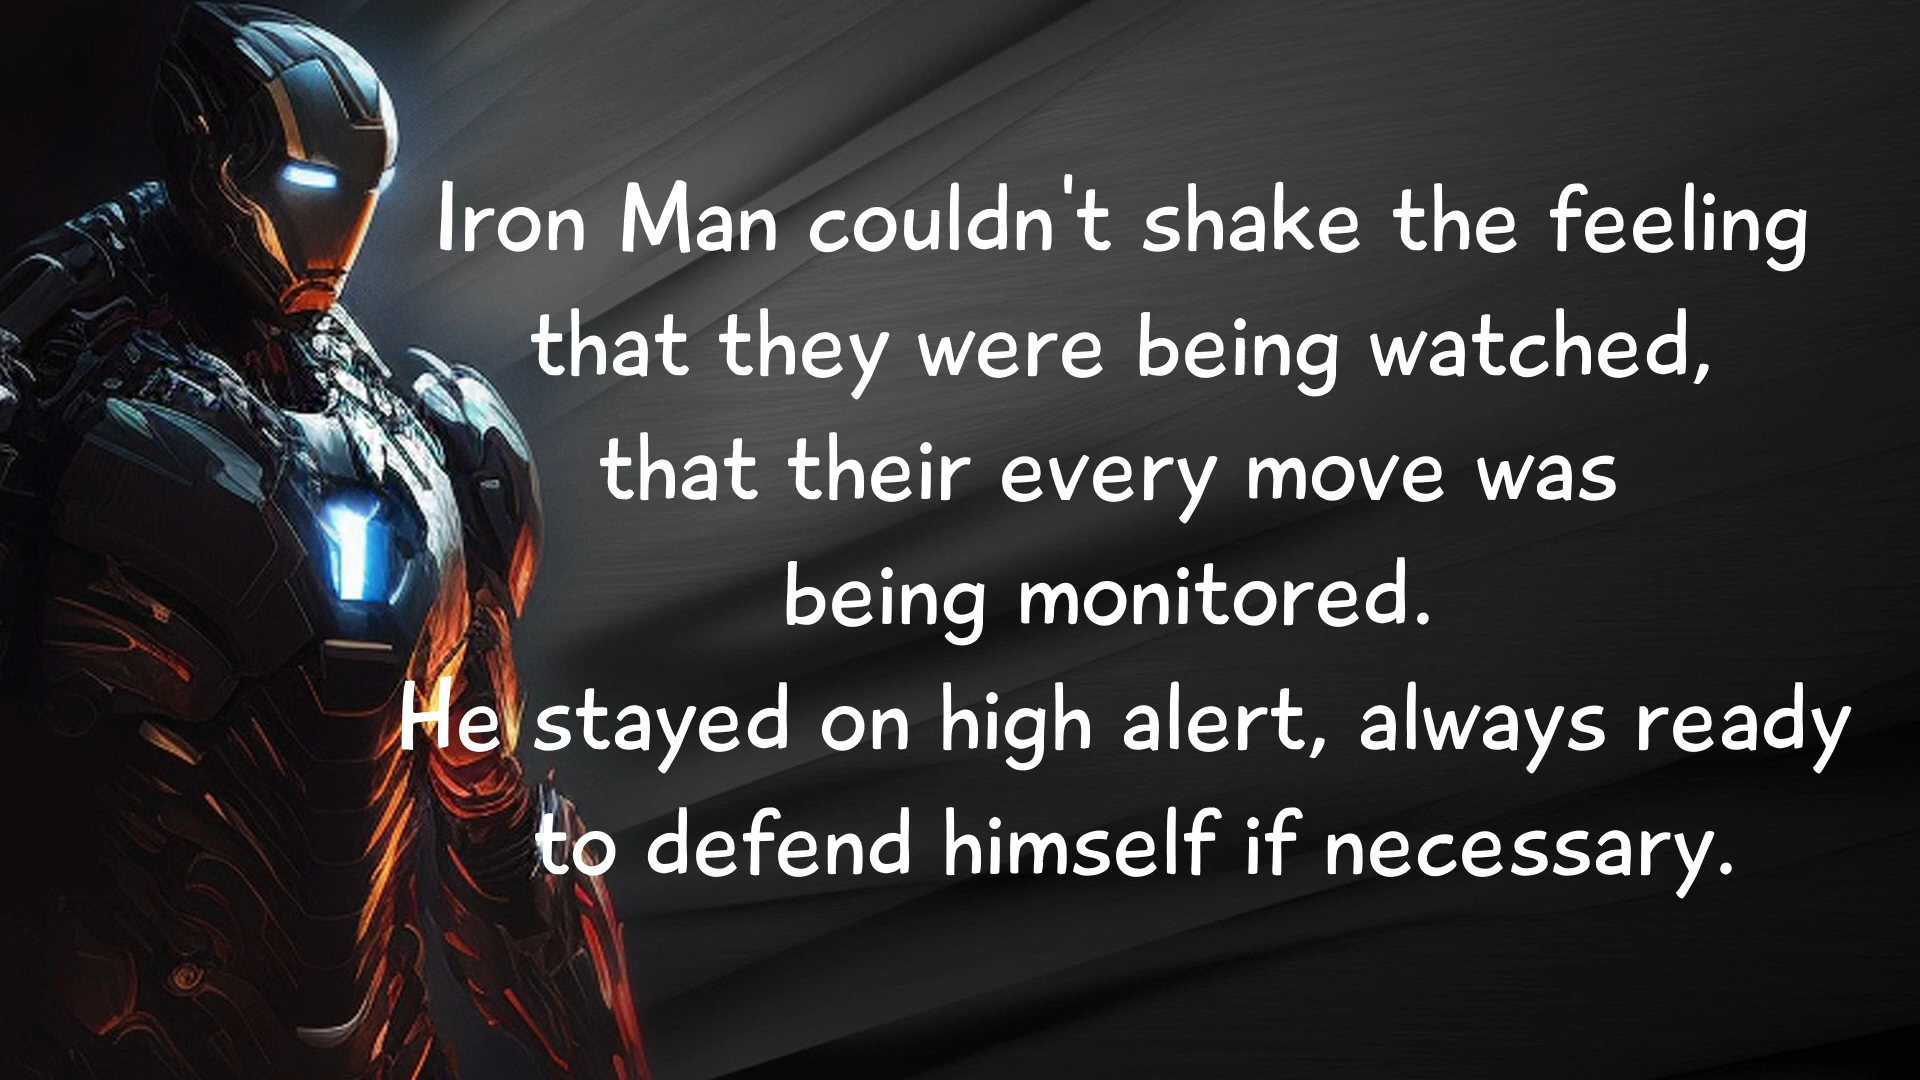 Iron Man couldn't shake the feeling
that they were being watched,
that their every move was
being monitored.
He stayed on high alert, always ready
to defend himself if necessary.